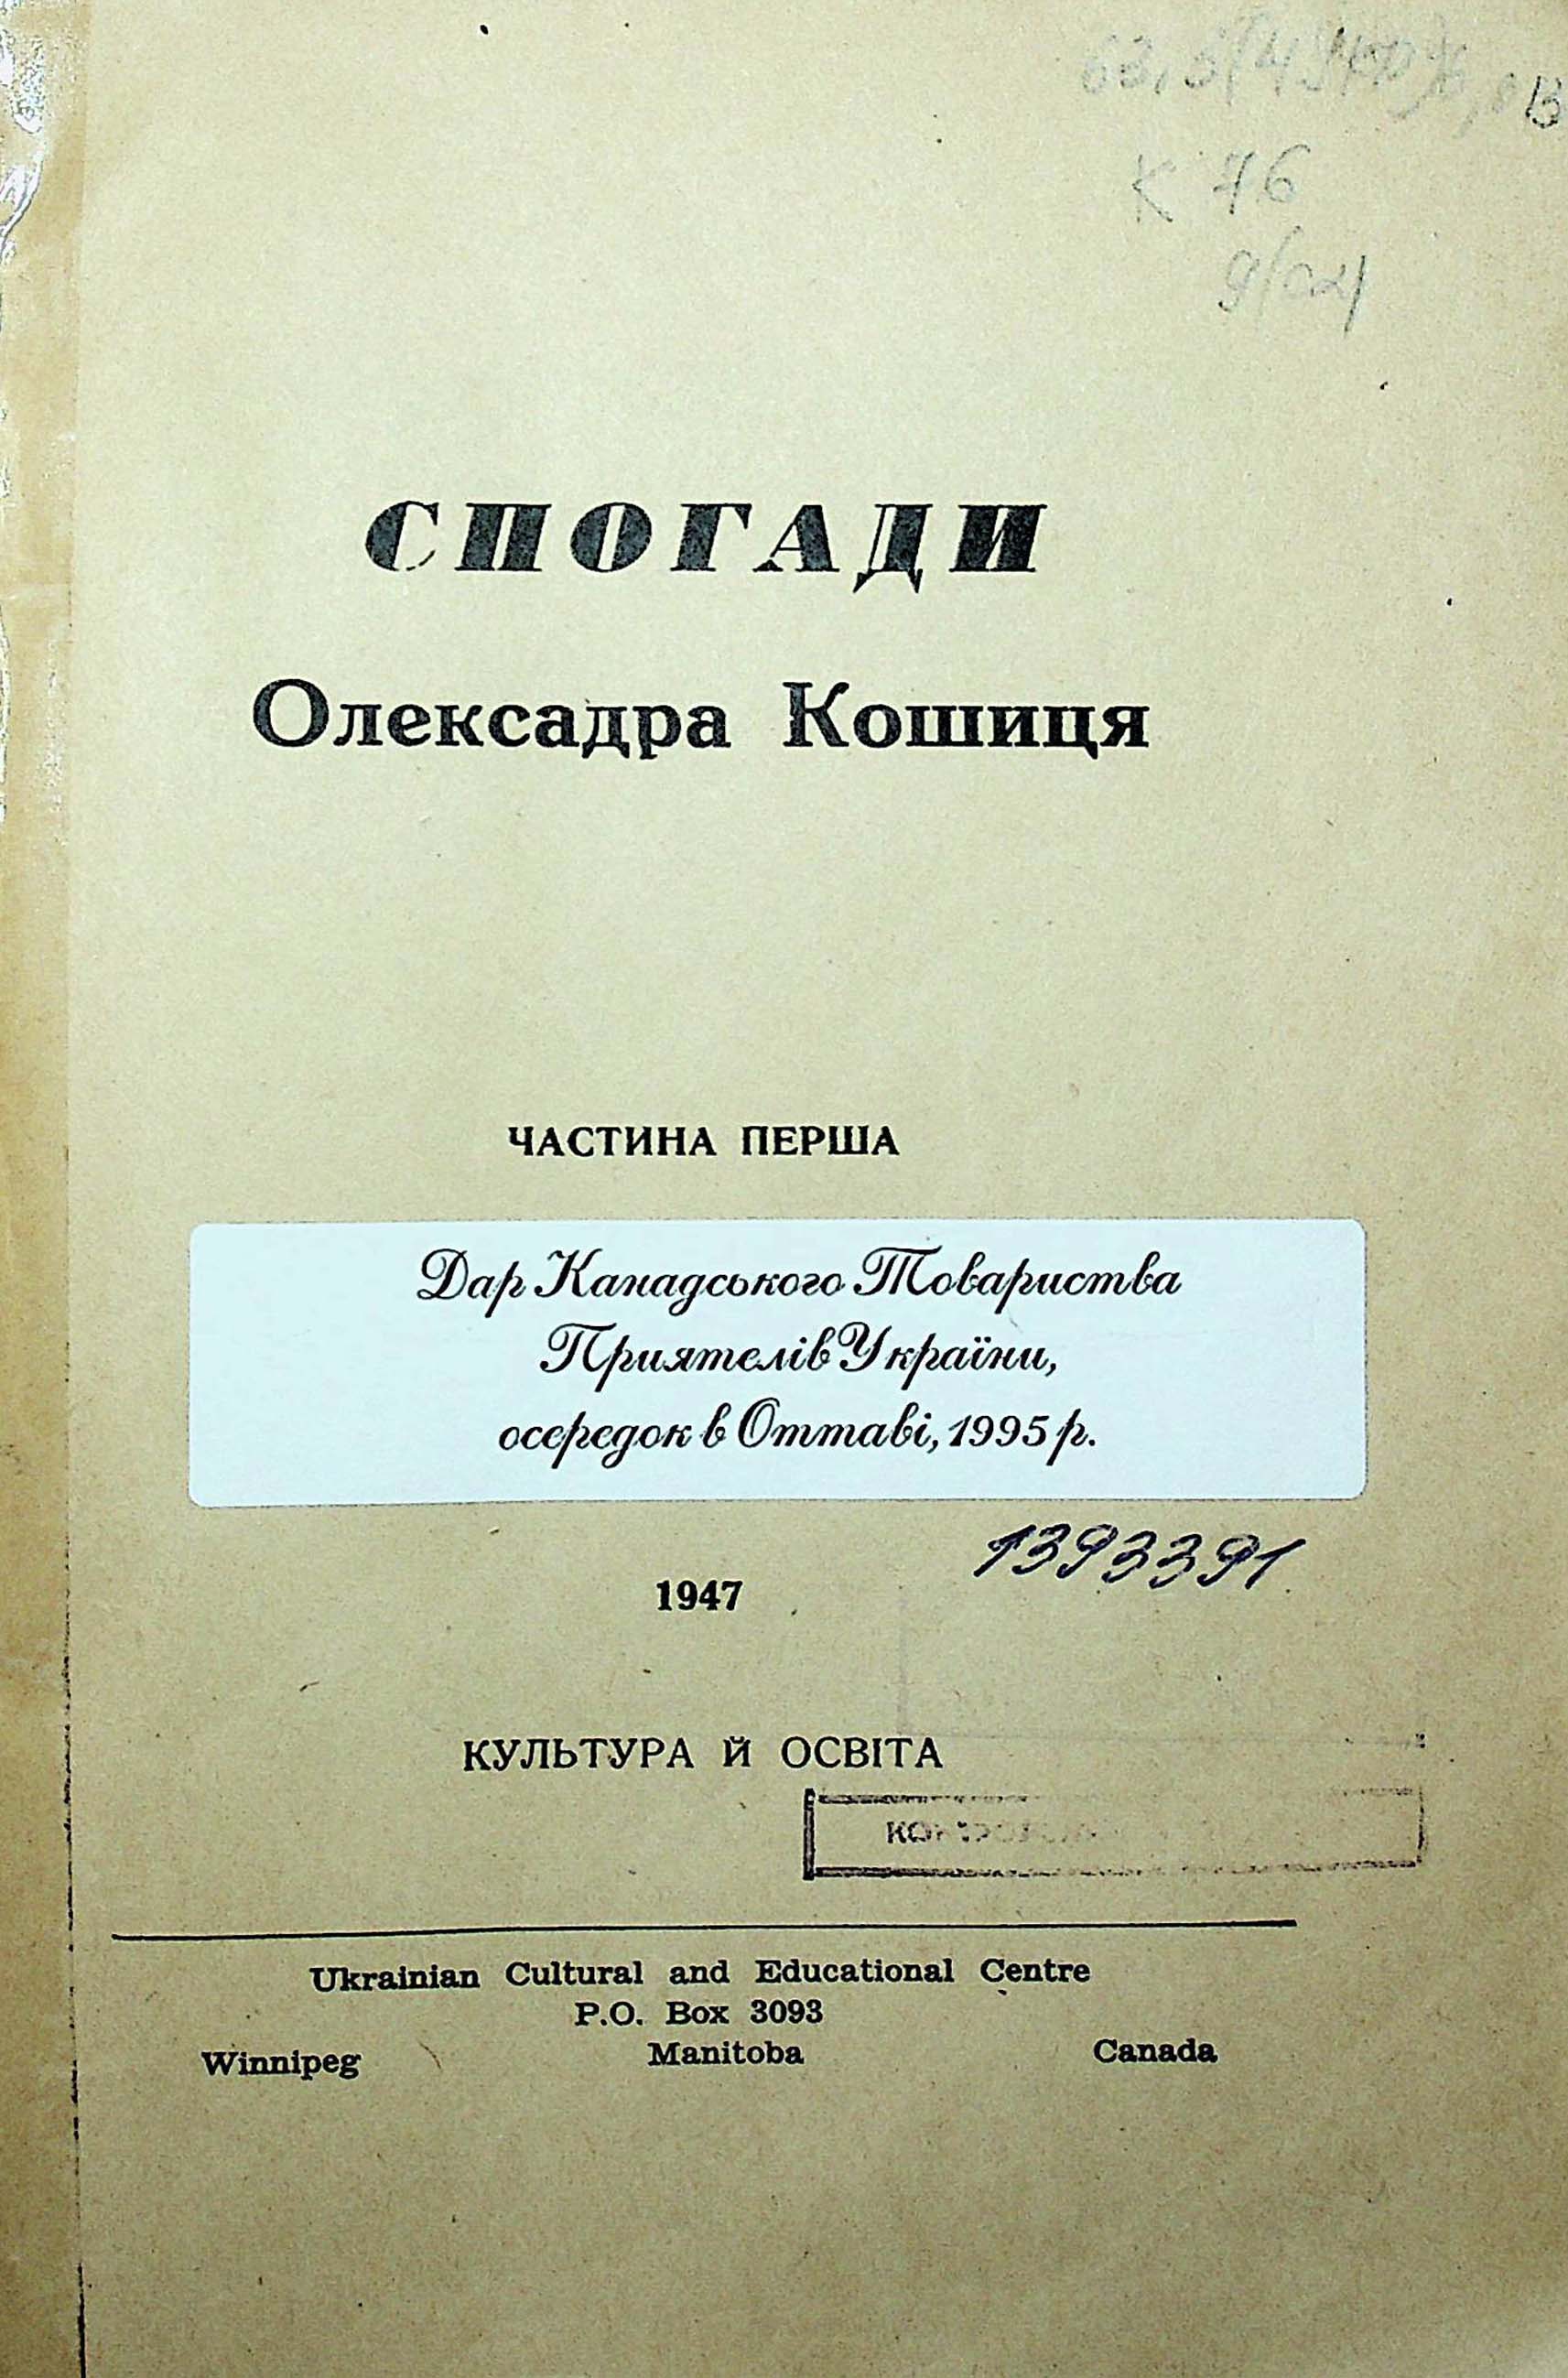 К 76
СПОГАДИ
Олексадра Кошиця
ЧАСТИНА ПЕРША
Дар Канадського Товариства
Приятелів України,
осередок в Оттаві, 1995 р.
1393391
1947
КУЛЬТУРА Й ОСВІТА
Ukrainian Cultural and Educational Centre
P.O. Box 3093
Winnipeg Manitoba Canada